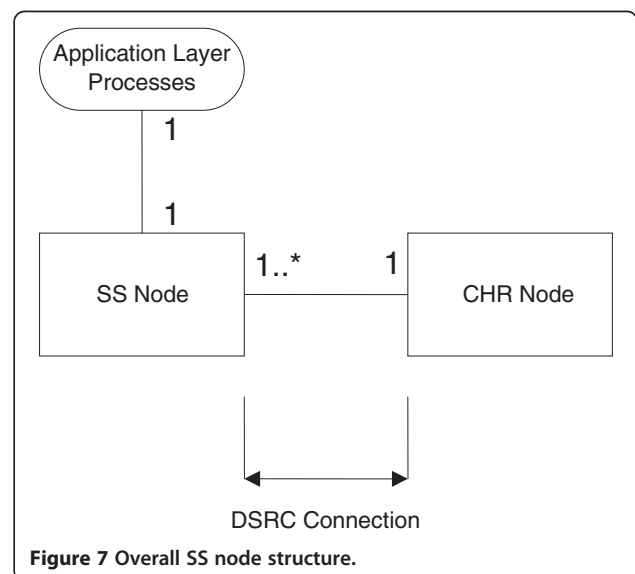 Application Layer
Processes
1
1
1..* 1
SS Node
CHR Node
DSRC Connection
Figure 7 Overall SS node structure.